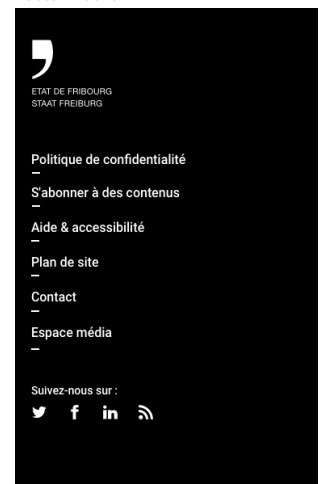 ETAT DE FRIBOURG
STAAT FREIBURG
Politique de confidentialité
S'abonner à des contenus
Aide & accessibilité
Plan de site
Contact
Espace média
Suivez-nous sur :